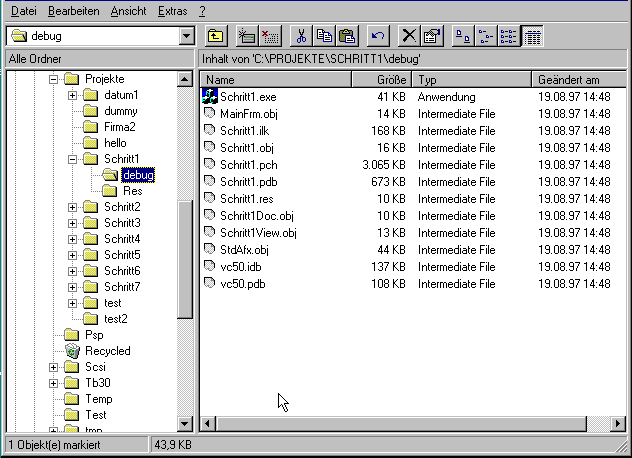 Datei Bearbeiten Ansicht Extras ?
debug
Alle Ordner Inhalt von 'C:\PROJEKTE\SCHRITT1\debug'
Projekte
datum1
dummy
Firma2
hello
Schritt1
debug
Res
Schritt2
Schritt3
Schritt4
Schritt5
Schritt6
Schritt7
test
test2
Psp
Recycled
Scsi
Tb30
Temp
Test
tmp
Name Größe Typ Geändert am
Schritt1.exe 41 KB Anwendung 19.08.97 14:48
MainFrm.obj 14 KB Intermediate File 19.08.97 14:48
Schritt1.ilk 168 KB Intermediate File 19.08.97 14:48
Schritt1.obj 16 KB Intermediate File 19.08.97 14:48
Schritt1.pch 3.065 KB Intermediate File 19.08.97 14:48
Schritt1.pdb 673 KB Intermediate File 19.08.97 14:48
Schritt1.res 10 KB Intermediate File 19.08.97 14:48
Schritt1Doc.obj 10 KB Intermediate File 19.08.97 14:48
Schritt1View.obj 13 KB Intermediate File 19.08.97 14:48
StdAfx.obj 44 KB Intermediate File 19.08.97 14:48
vc50.idb 137 KB Intermediate File 19.08.97 14:48
vc50.pdb 108 KB Intermediate File 19.08.97 14:48
1 Objekt(e) markiert 43,9 KB